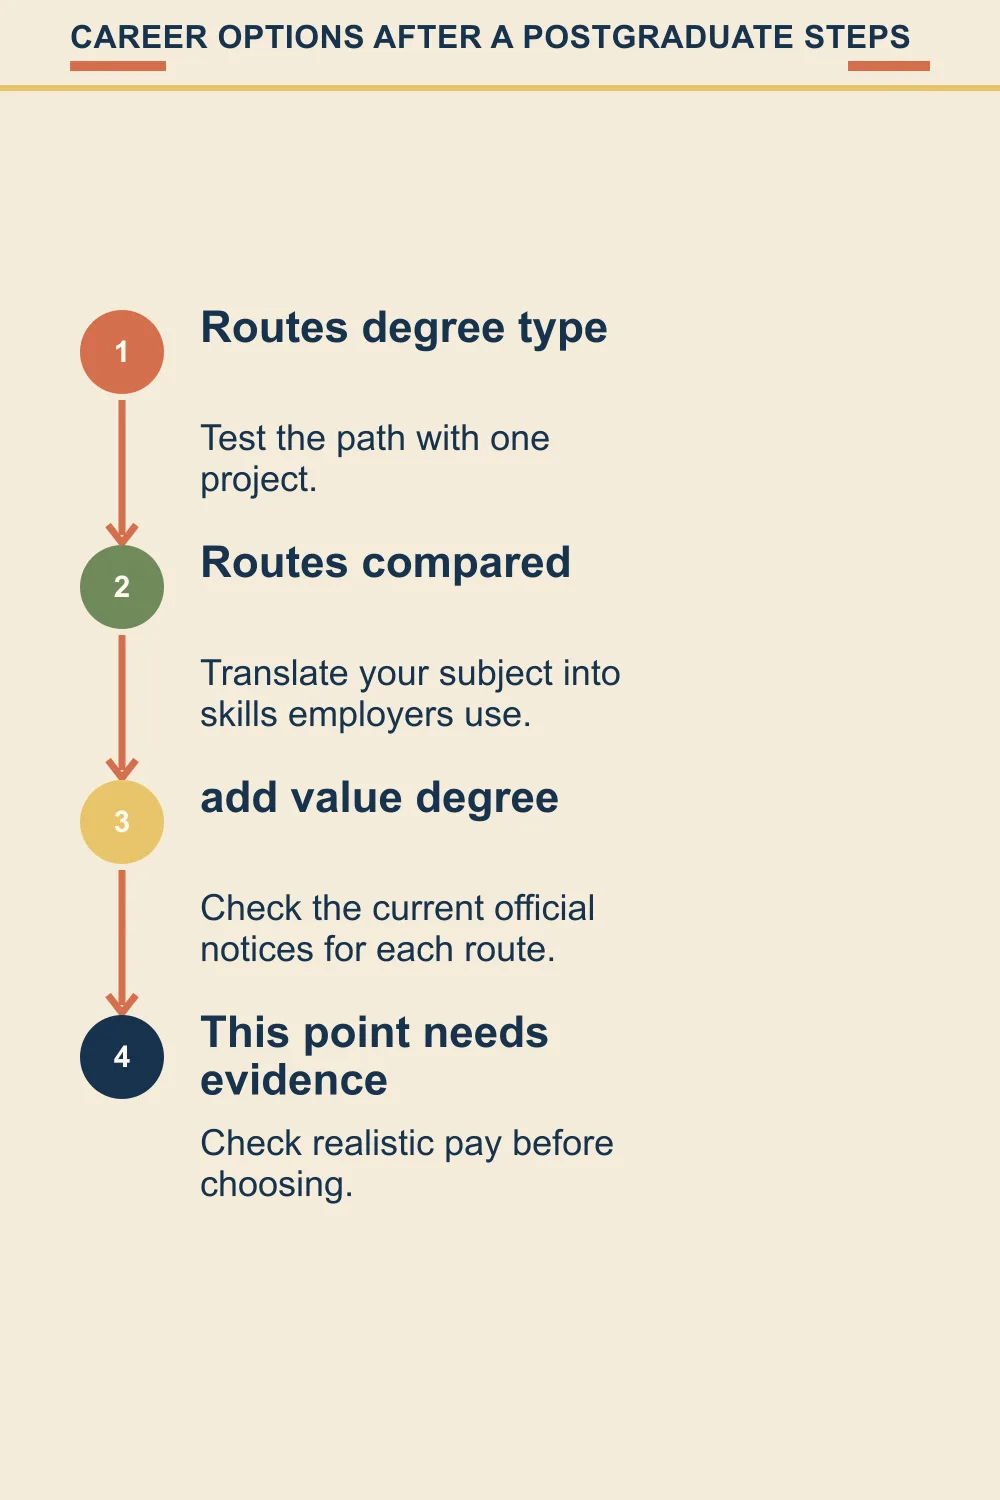 CAREER OPTIONS AFTER A POSTGRADUATE STEPS
1
Routes degree type
Test the path with one
project.
2
Routes compared
Translate your subject into
skills employers use.
3
add value degree
Check the current official
notices for each route.
4
This point needs
evidence
Check realistic pay before
choosing.